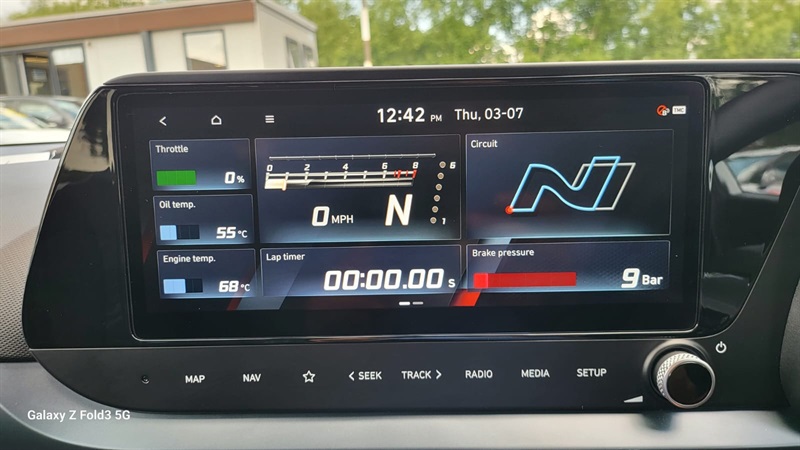 12:42 PM Thu, 03-07
TMC
Throttle
0 %
Oil temp.
55 °C
Engine temp.
68 °C
0 2 4 6 8
0 MPH
N
6
1
Lap timer
00:00.00 S
Circuit
Brake pressure
9 Bar
MAP NAV < SEEK TRACK > RADIO MEDIA SETUP
Galaxy Z Fold3 5G